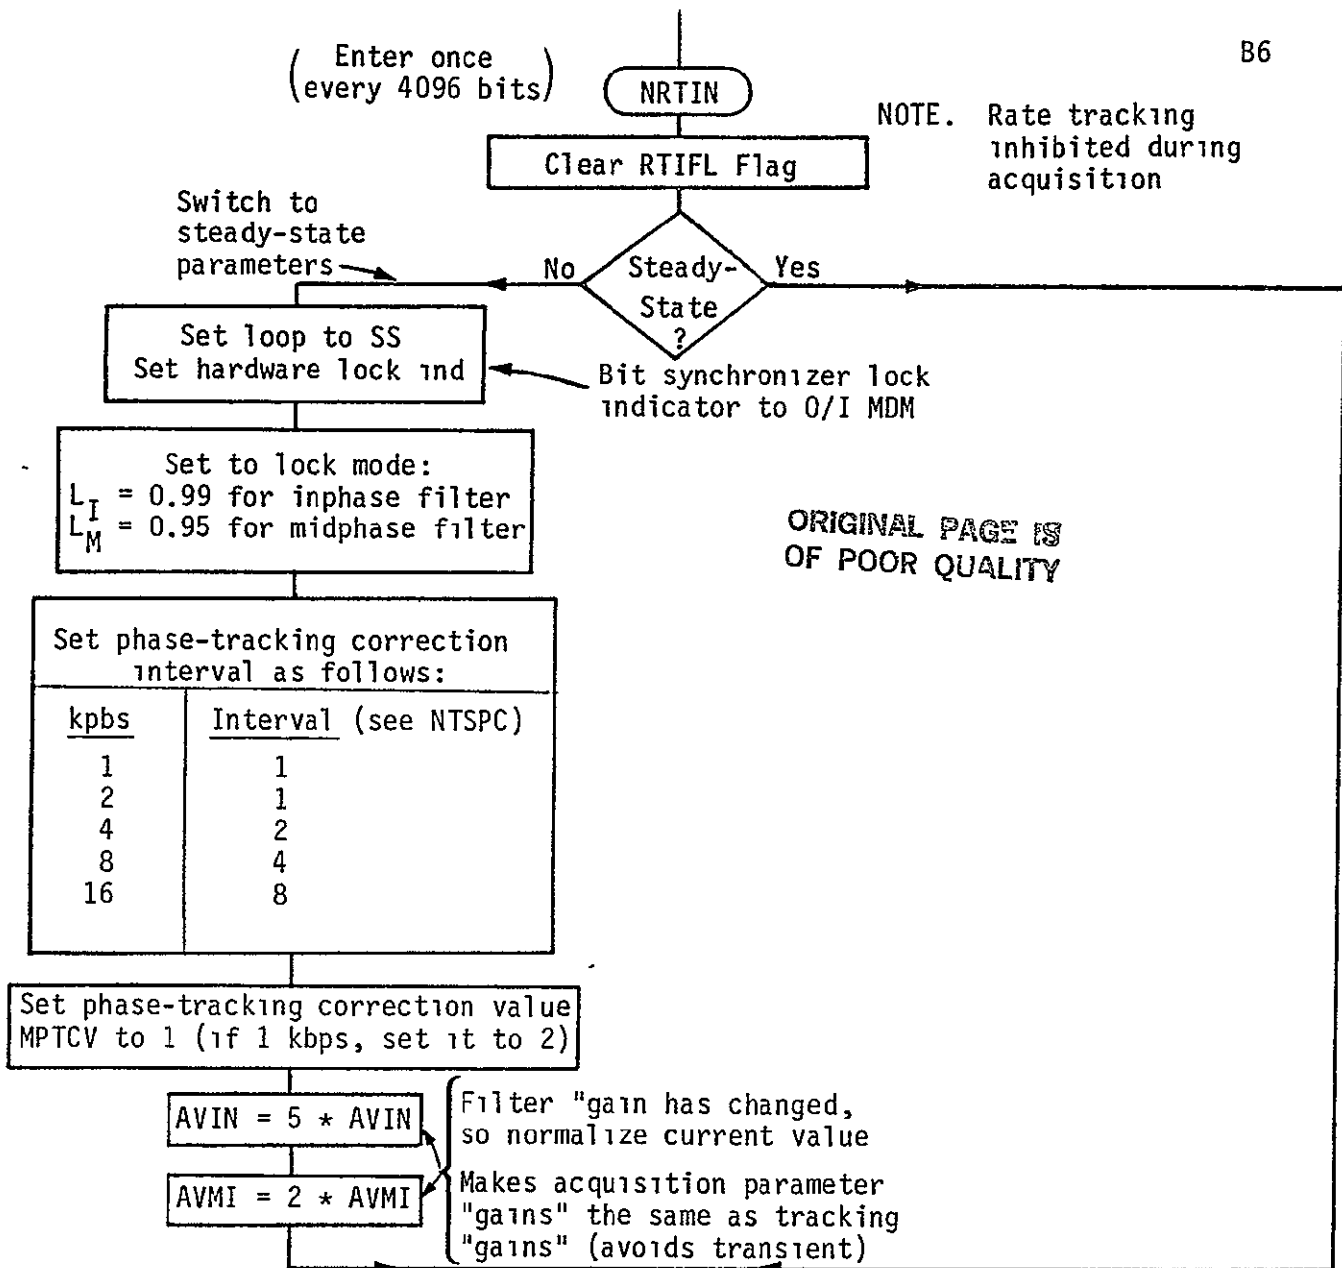 B6
(Enter once
every 4096 bits)
NRTIN
NOTE. Rate tracking
inhibited during
acquisition
Clear RTIFL Flag
Switch to
steady-state
parameters
No
Steady-
State
?
Yes
Set loop to SS
Set hardware lock ind
Bit synchronizer lock
indicator to O/I MDM
Set to lock mode:
L_I = 0.99 for inphase filter
L_M = 0.95 for midphase filter
ORIGINAL PAGE IS
OF POOR QUALITY
Set phase-tracking correction
interval as follows:
kpbs Interval (see NTSPC)
1 1
2 1
4 2
8 4
16 8
Set phase-tracking correction value
MPTCV to 1 (if 1 kbps, set it to 2)
AVIN = 5 * AVIN
AVMI = 2 * AVMI
Filter "gain has changed,
so normalize current value
Makes acquisition parameter
"gains" the same as tracking
"gains" (avoids transient)